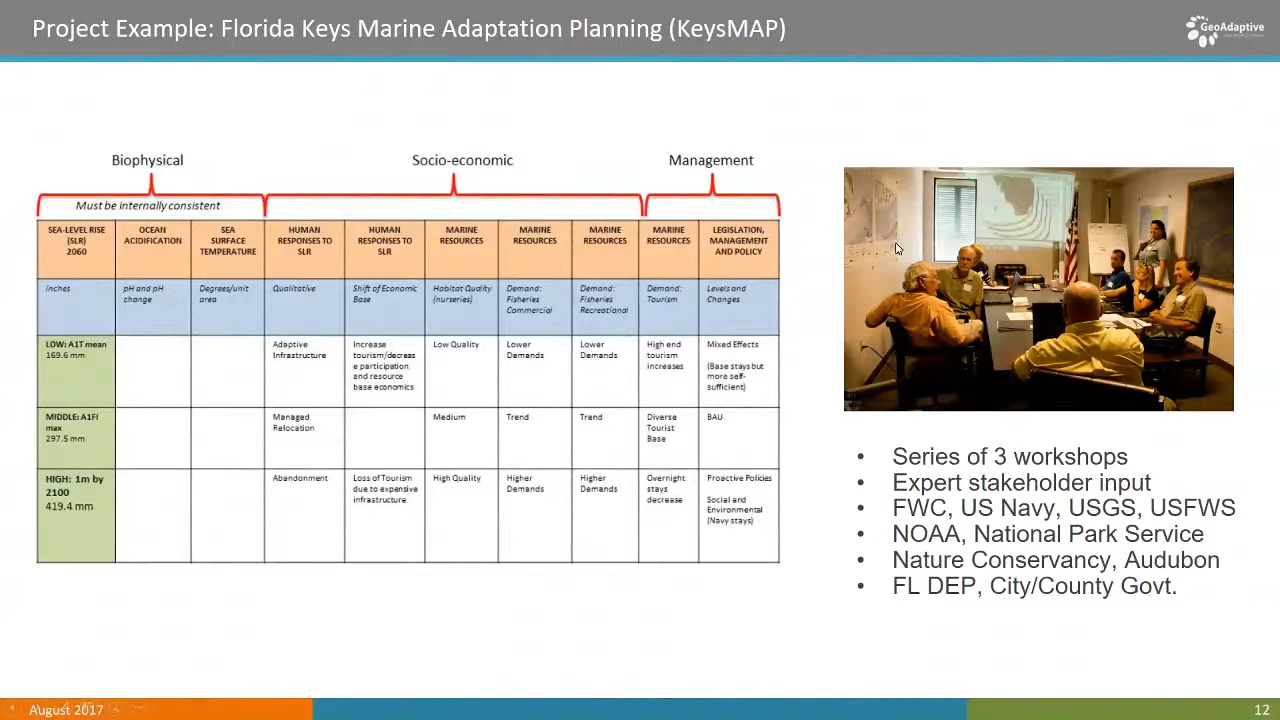 Project Example: Florida Keys Marine Adaptation Planning (KeysMAP)
GeoAdaptive
Biophysical
Socio-economic
Management
Must be internally consistent
SEA-LEVEL RISE
(SLR)
2060
OCEAN
ACIDIFICATION
SEA
SURFACE
TEMPERATURE
HUMAN
RESPONSES TO
SLR
HUMAN
RESPONSES TO
SLR
MARINE
RESOURCES
MARINE
RESOURCES
MARINE
RESOURCES
MARINE
RESOURCES
LEGISLATION,
MANAGEMENT
AND POLICY
inches
pH and pH
change
Degrees/unit
area
Qualitative
Shift of Economic
Base
Habitat Quality
(nurseries)
Demand:
Fisheries
Commercial
Demand:
Fisheries
Recreational
Demand:
Tourism
Levels and
Changes
LOW: A1T mean
169.6 mm
Adaptive
Infrastructure
Increase
tourism/decreas
e participation
and resource
base economics
Low Quality
Lower
Demands
Lower
Demands
High end
tourism
increases
Mixed Effects
(Base stays but
more self-
sufficient)
MIDDLE: A1FI
max
297.5 mm
Managed
Relocation
Medium
Trend
Trend
Diverse
Tourist
Base
BAU
HIGH: 1m by
2100
419.4 mm
Abandonment
Loss of Tourism
due to expensive
infrastructure
High Quality
Higher
Demands
Higher
Demands
Overnight
stays
decrease
Proactive Policies
Social and
Environmental
(Navy stays)
• Series of 3 workshops
• Expert stakeholder input
• FWC, US Navy, USGS, USFWS
• NOAA, National Park Service
• Nature Conservancy, Audubon
• FL DEP, City/County Govt.
August 2017
12